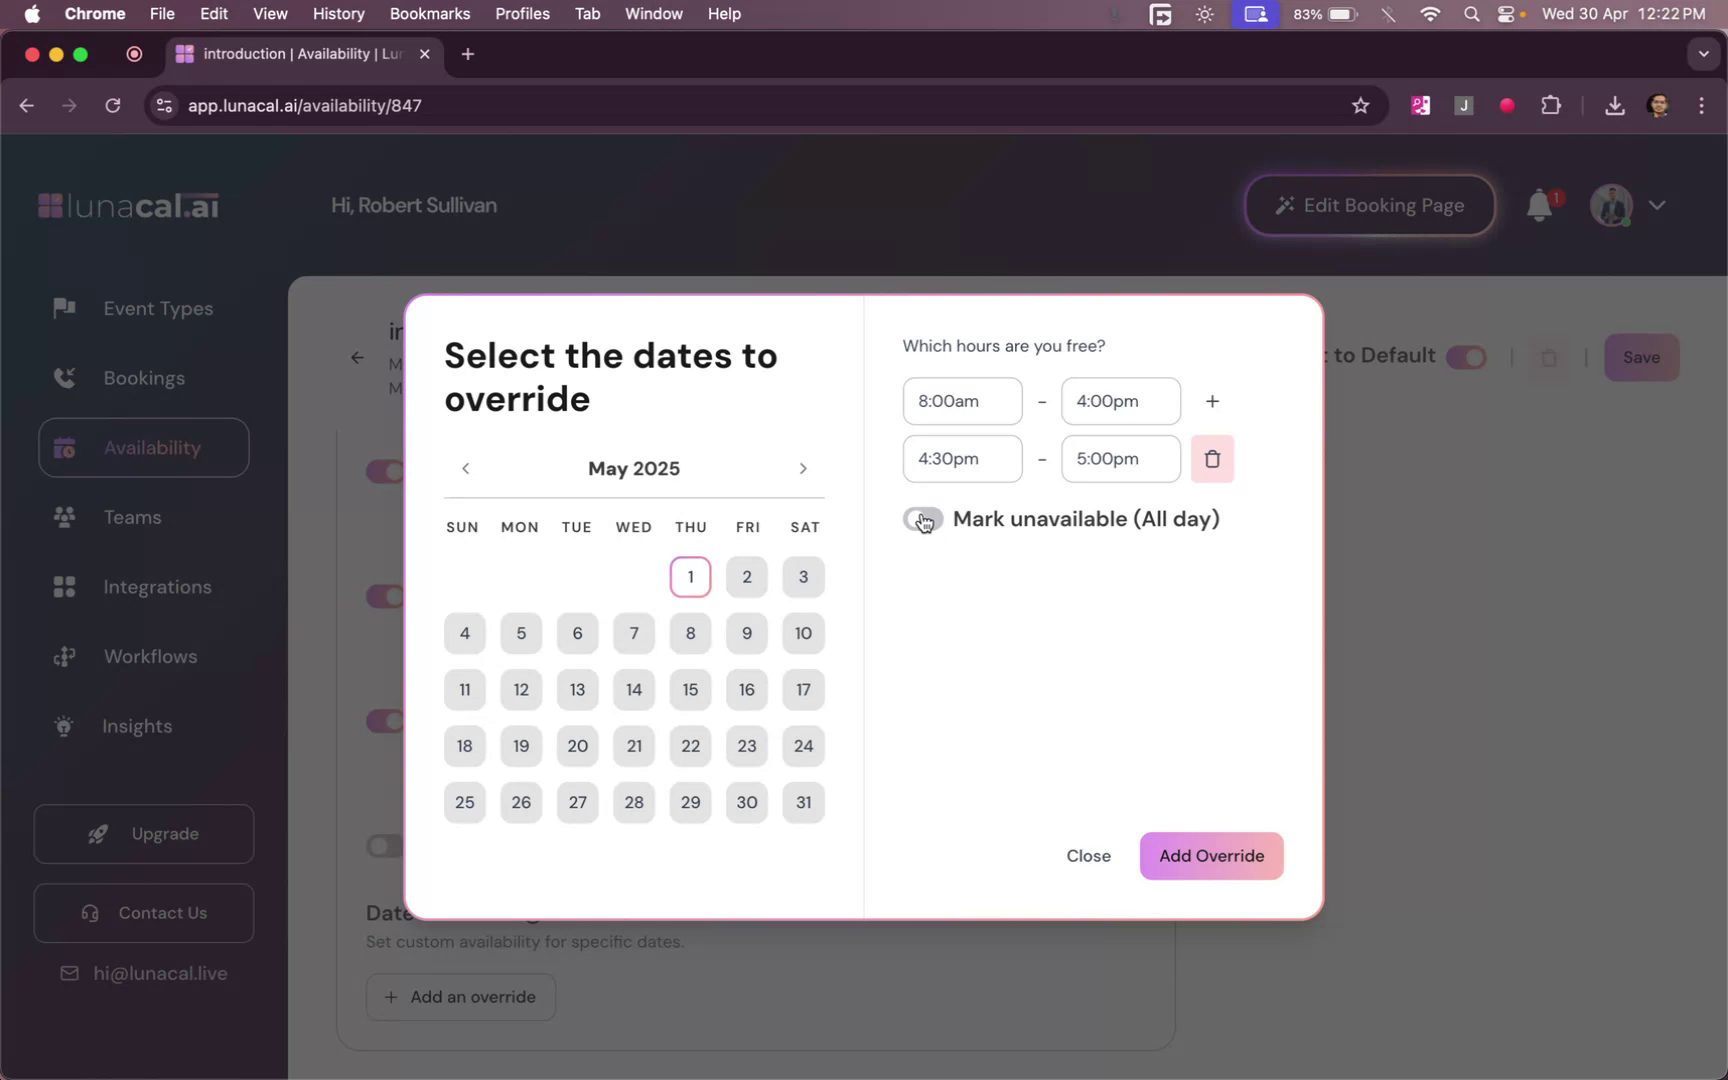 Chrome File Edit View History Bookmarks Profiles Tab Window Help 83% Wed 30 Apr 12:22 PM
introduction | Availability | Lu
app.lunacal.ai/availability/847 J
lunacal.ai
Hi, Robert Sullivan
Edit Booking Page
1
Event Types
Bookings
Availability
Teams
Integrations
Workflows
Insights
Upgrade
Contact Us
hi@lunacal.live
in
M
M
t to Default
Save
Select the dates to
override
May 2025
SUN MON TUE WED THU FRI SAT
1 2 3
4 5 6 7 8 9 10
11 12 13 14 15 16 17
18 19 20 21 22 23 24
25 26 27 28 29 30 31
Which hours are you free?
8:00am - 4:00pm +
4:30pm - 5:00pm
Mark unavailable (All day)
Close
Add Override
Date
Set custom availability for specific dates.
+ Add an override